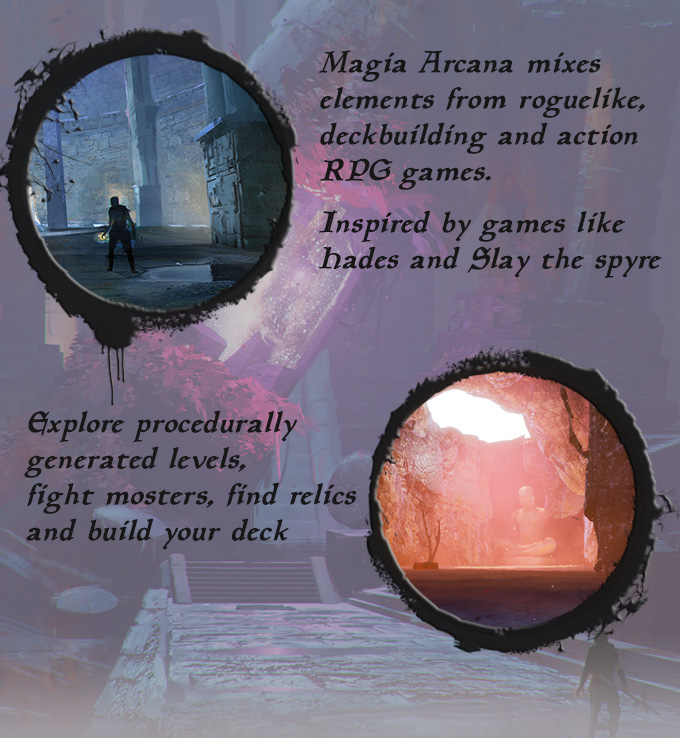 Magia Arcana mixes
elements from roguelike,
deckbuilding and action
RPG games.
Inspired by games like
Hades and Slay the spyre
Explore procedurally
generated levels,
fight mosters, find relics
and build your deck